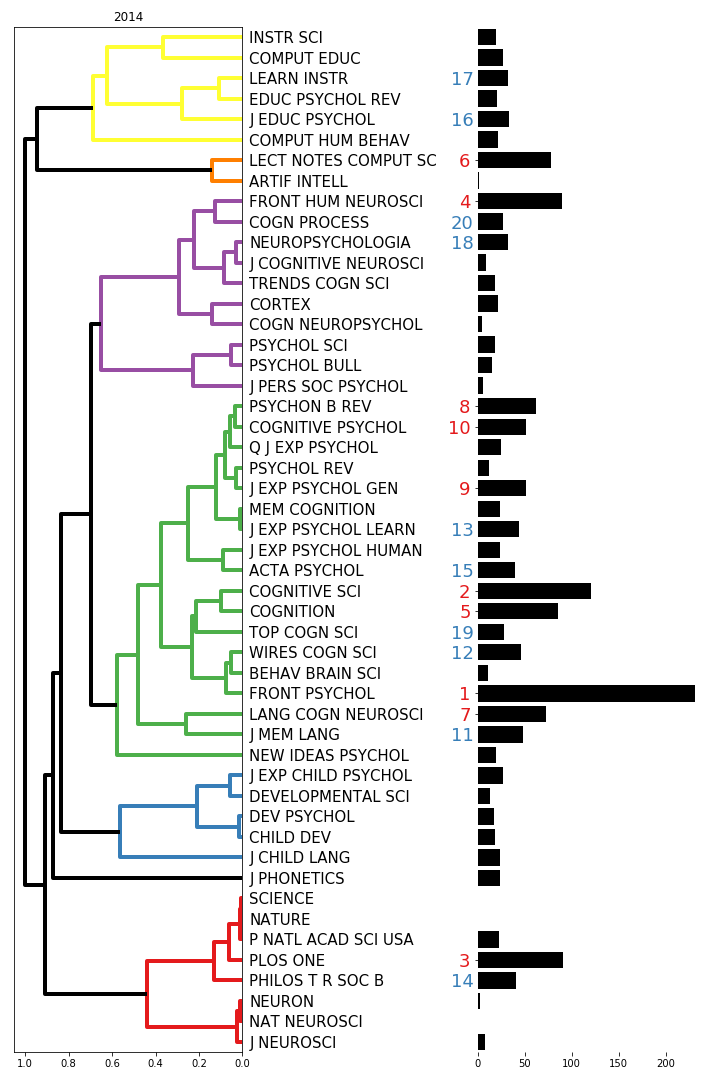 2014
INSTR SCI
COMPUT EDUC
LEARN INSTR 17
EDUC PSYCHOL REV
J EDUC PSYCHOL 16
COMPUT HUM BEHAV
LECT NOTES COMPUT SC 6
ARTIF INTELL
FRONT HUM NEUROSCI 4
COGN PROCESS 20
NEUROPSYCHOLOGIA 18
J COGNITIVE NEUROSCI
TRENDS COGN SCI
CORTEX
COGN NEUROPSYCHOL
PSYCHOL SCI
PSYCHOL BULL
J PERS SOC PSYCHOL
PSYCHON B REV 8
COGNITIVE PSYCHOL 10
Q J EXP PSYCHOL
PSYCHOL REV
J EXP PSYCHOL GEN 9
MEM COGNITION
J EXP PSYCHOL LEARN 13
J EXP PSYCHOL HUMAN
ACTA PSYCHOL 15
COGNITIVE SCI 2
COGNITION 5
TOP COGN SCI 19
WIRES COGN SCI 12
BEHAV BRAIN SCI
FRONT PSYCHOL 1
LANG COGN NEUROSCI 7
J MEM LANG 11
NEW IDEAS PSYCHOL
J EXP CHILD PSYCHOL
DEVELOPMENTAL SCI
DEV PSYCHOL
CHILD DEV
J CHILD LANG
J PHONETICS
SCIENCE
NATURE
P NATL ACAD SCI USA
PLOS ONE 3
PHILOS T R SOC B 14
NEURON
NAT NEUROSCI
J NEUROSCI
1.0 0.8 0.6 0.4 0.2 0.0 0 50 100 150 200